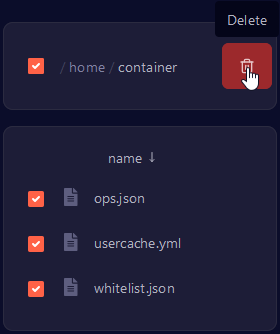 Delete
/ home / container
name ↓
ops.json
usercache.yml
whitelist.json